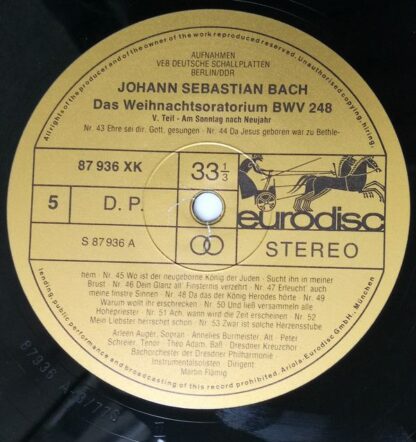 All rights of the producer and of the owner of the work reproduced reserved. Unauthorised copying, hiring,
AUFNAHMEN
VEB DEUTSCHE SCHALLPLATTEN
BERLIN/DDR
JOHANN SEBASTIAN BACH
Das Weihnachtsoratorium BWV 248
V. Teil - Am Sonntag nach Neujahr
Nr. 43 Ehre sei dir, Gott, gesungen - Nr. 44 Da Jesus geboren war zu Bethle-
87 936 XK
33 1/3
5
D. P.
eurodisc
S 87936 A
STEREO
hem - Nr. 45 Wo ist der neugeborne König der Juden - Sucht ihn in meiner
Brust - Nr. 46 Dein Glanz all' Finsternis verzehrt - Nr. 47 Erleucht' auch
meine finstre Sinnen - Nr. 48 Da das der König Herodes hörte - Nr. 49
Warum wollt ihr erschrecken - Nr. 50 Und ließ versammeln alle
Hohepriester - Nr. 51 Ach, wann wird die Zeit erscheinen - Nr. 52
Mein Liebster herrschet schon - Nr. 53 Zwar ist solche Herzensstube
Arleen Augér, Sopran - Annelies Burmeister, Alt - Peter
Schreier, Tenor - Theo Adam, Baß - Dresdner Kreuzchor
Bachorchester der Dresdner Philharmonie
Instrumentalsolisten - Dirigent:
Martin Flämig
lending, public performance and broadcasting of this record prohibited. Ariola-Eurodisc GmbH., München